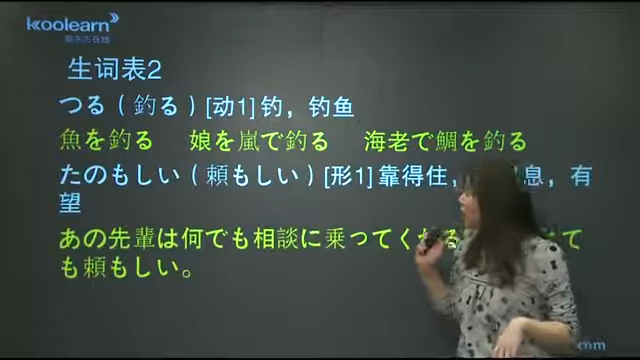 koolearn
新东方在线
生词表2
つる（釣る）[动1]钓，钓鱼
魚を釣る 娘を嵐で釣る 海老で鯛を釣る
たのもしい（頼もしい）[形1]靠得住，息，有
望
あの先輩は何でも相談に乗ってくて
も頼もしい。
.com